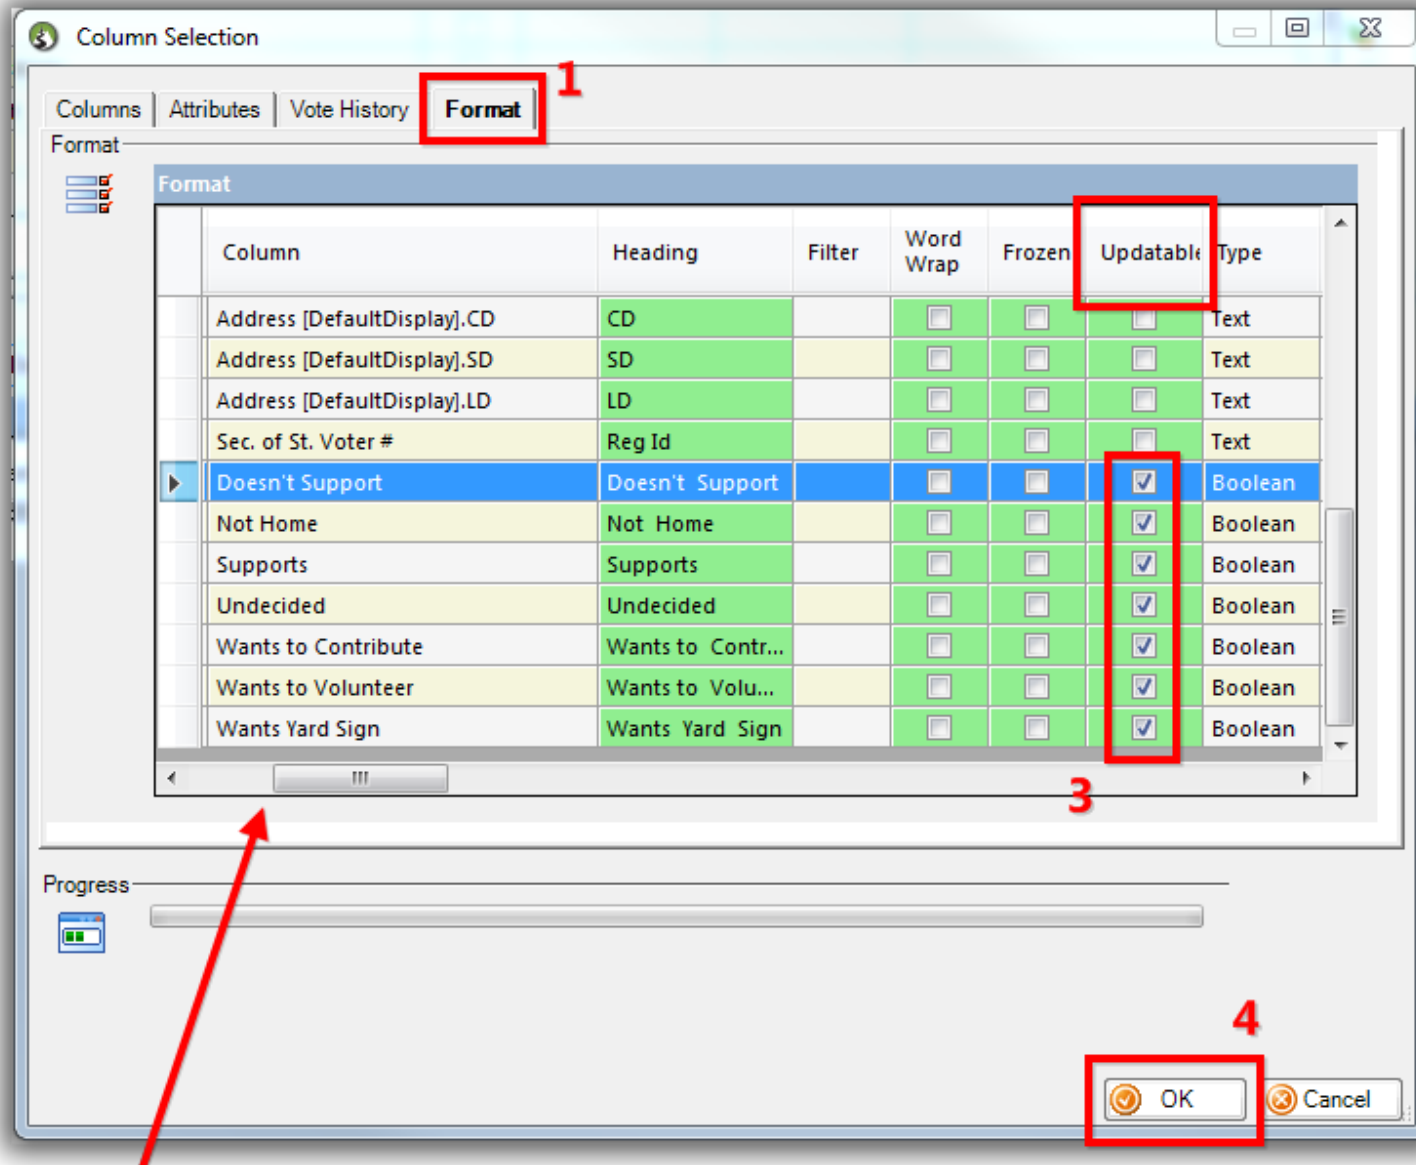 Column Selection
1
Columns Attributes Vote History Format
Format
Format
Column Heading Filter Word Wrap Frozen Updatable Type
Address [DefaultDisplay].CD CD Text
Address [DefaultDisplay].SD SD Text
Address [DefaultDisplay].LD LD Text
Sec. of St. Voter # Reg Id Text
Doesn't Support Doesn't Support Boolean
Not Home Not Home Boolean
Supports Supports Boolean
Undecided Undecided Boolean
Wants to Contribute Wants to Contr... Boolean
Wants to Volunteer Wants to Volu... Boolean
Wants Yard Sign Wants Yard Sign Boolean
3
Progress
4
OK Cancel